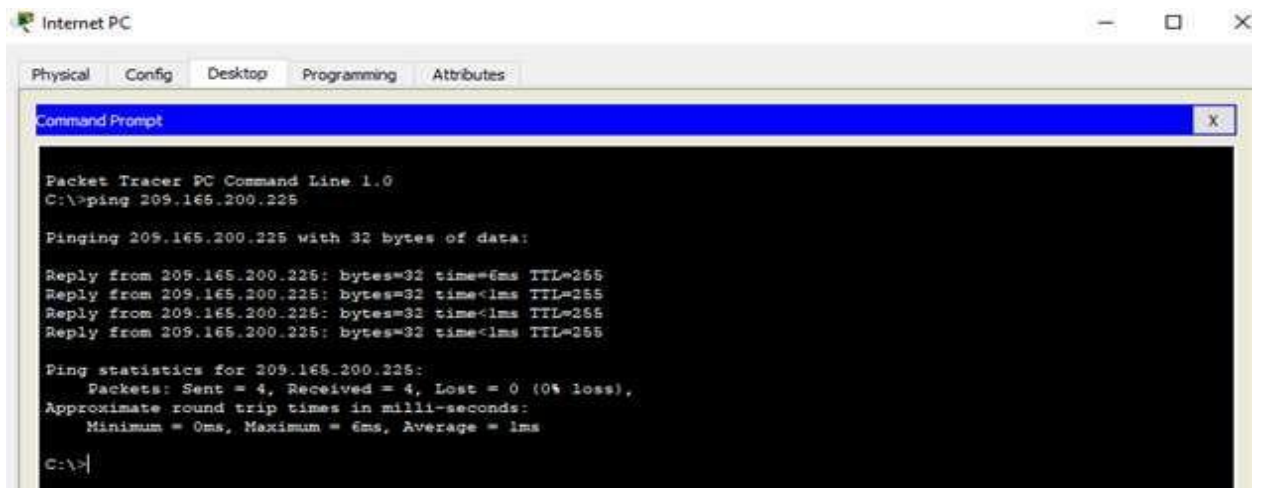 Internet PC
Physical Config Desktop Programming Attributes
Command Prompt X
Packet Tracer PC Command Line 1.0
C:\>ping 209.165.200.225
Pinging 209.165.200.225 with 32 bytes of data:
Reply from 209.165.200.225: bytes=32 time=6ms TTL=255
Reply from 209.165.200.225: bytes=32 time<1ms TTL=255
Reply from 209.165.200.225: bytes=32 time<1ms TTL=255
Reply from 209.165.200.225: bytes=32 time<1ms TTL=255
Ping statistics for 209.165.200.225:
Packets: Sent = 4, Received = 4, Lost = 0 (0% loss),
Approximate round trip times in milli-seconds:
Minimum = 0ms, Maximum = 6ms, Average = 1ms
C:\>